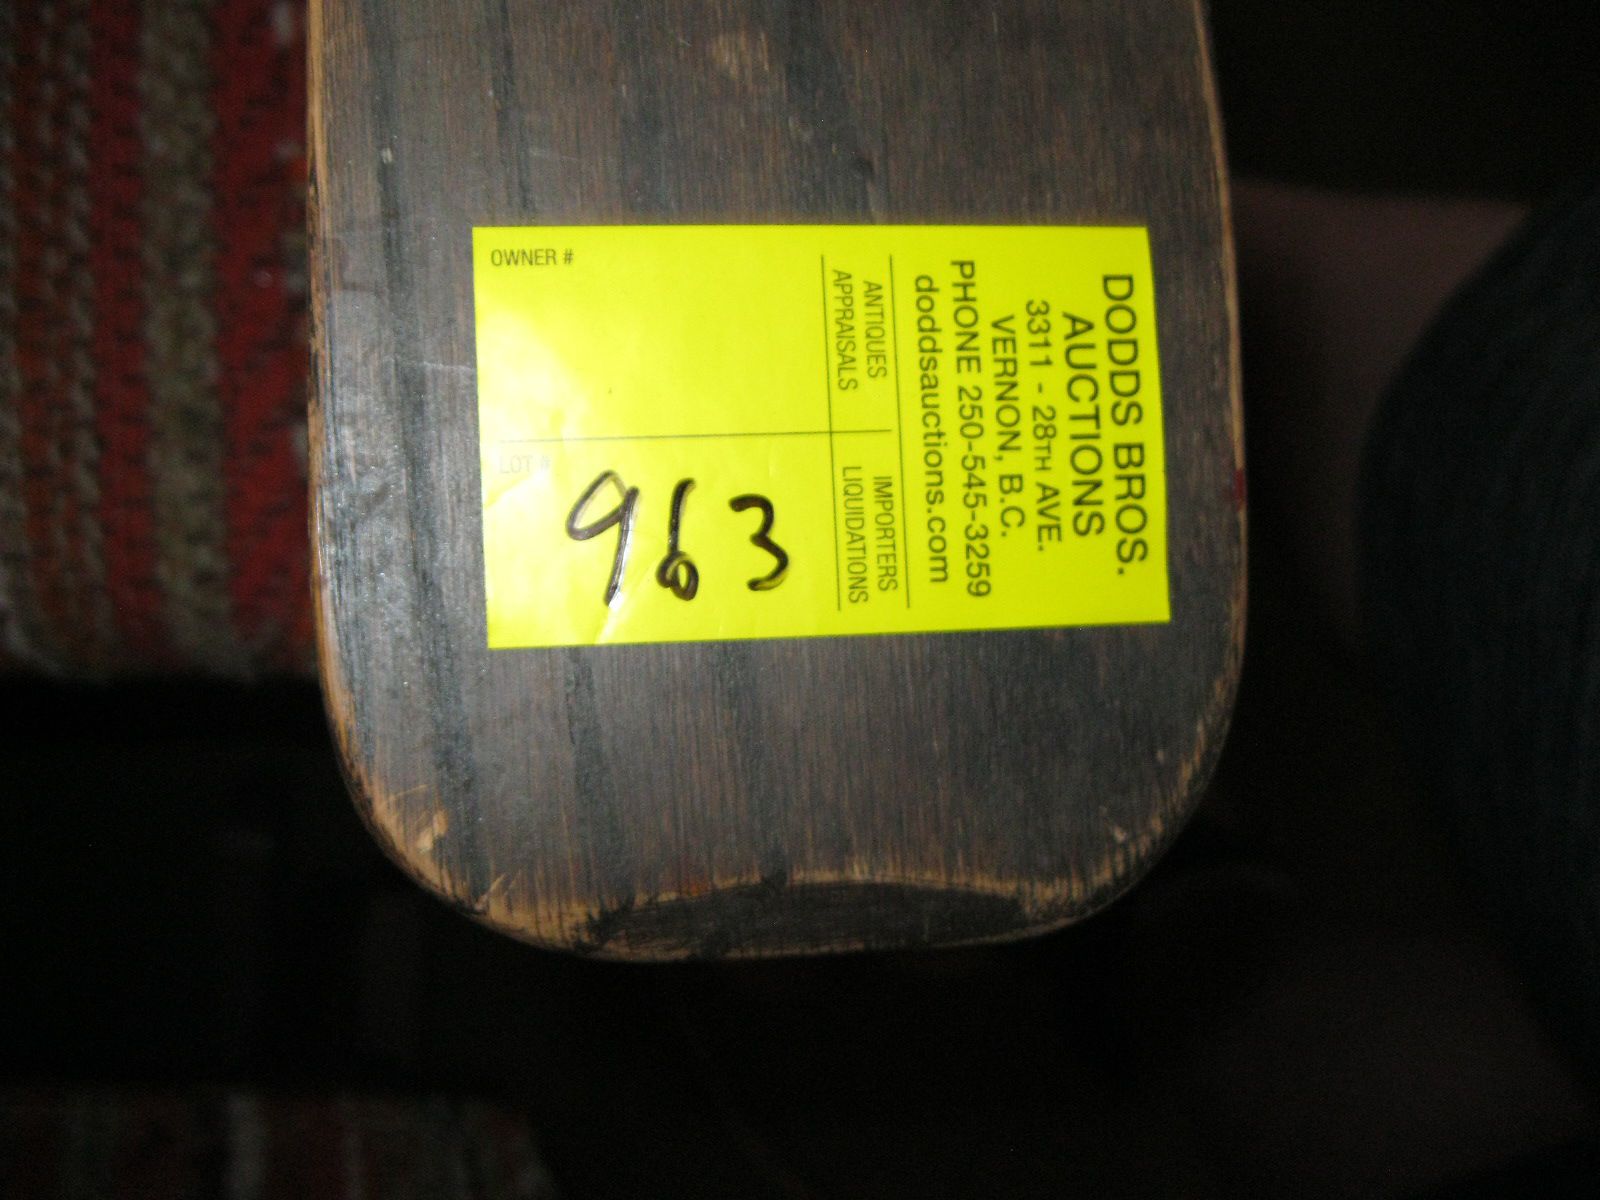 DODDS BROS.
AUCTIONS
3311 - 28TH AVE.
VERNON, B.C.
PHONE 250-545-3259
doddsauctions.com
ANTIQUES
APPRAISALS
IMPORTERS
LIQUIDATIONS
OWNER #
LOT #
963